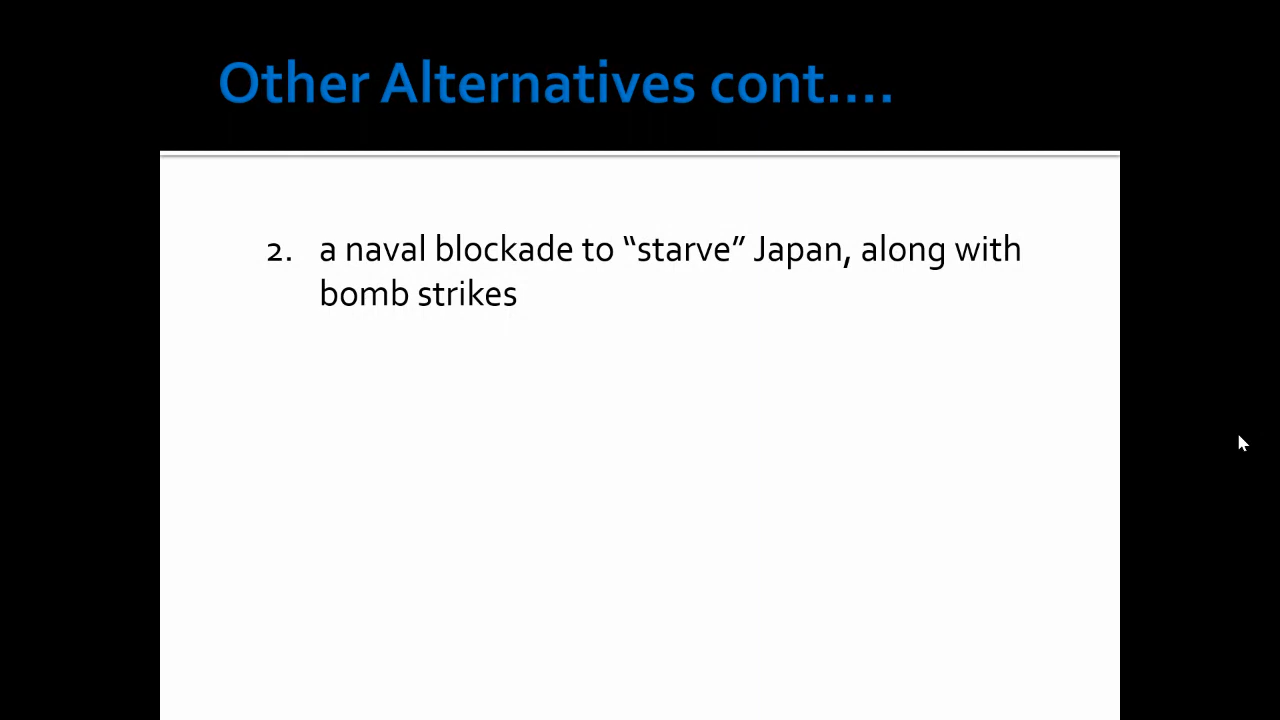 Other Alternatives cont....
2. a naval blockade to “starve” Japan, along with
bomb strikes